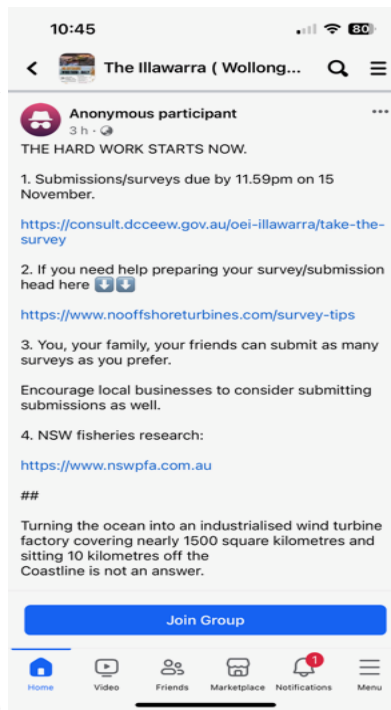 10:45
80
The Illawarra ( Wollong...
Anonymous participant
3 h ·
THE HARD WORK STARTS NOW.
1. Submissions/surveys due by 11.59pm on 15
November.
https://consult.dcceew.gov.au/oei-illawarra/take-the-
survey
2. If you need help preparing your survey/submission
head here ⬇️⬇️
https://www.nooffshoreturbines.com/survey-tips
3. You, your family, your friends can submit as many
surveys as you prefer.
Encourage local businesses to consider submitting
submissions as well.
4. NSW fisheries research:
https://www.nswpfa.com.au
##
Turning the ocean into an industrialised wind turbine
factory covering nearly 1500 square kilometres and
sitting 10 kilometres off the
Coastline is not an answer.
Join Group
1
Home Video Friends Marketplace Notifications Menu